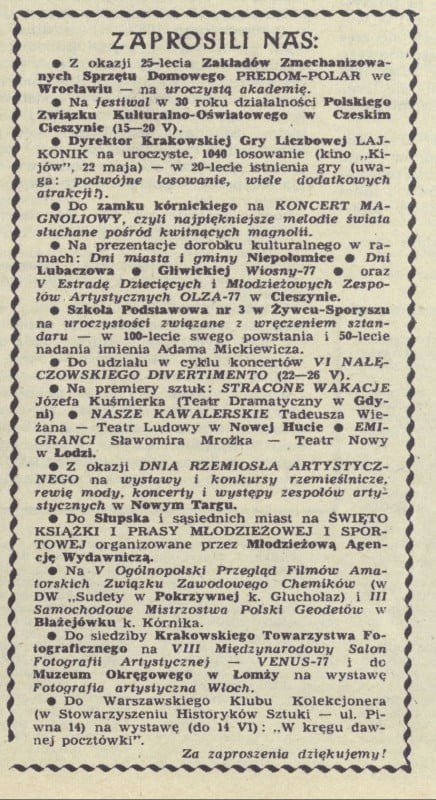 ZAPROSILI NAS:
● Z okazji 25-lecia Zakładów Zmechanizowa-
nych Sprzętu Domowego PREDOM-POLAR we
Wrocławiu — na uroczystą akademię.
● Na festiwal w 30 roku działalności Polskiego
Związku Kulturalno-Oświatowego w Czeskim
Cieszynie (15—20 V).
● Dyrektor Krakowskiej Gry Liczbowej LAJ-
KONIK na uroczyste, 1040 losowanie (kino „Ki-
jów”, 22 maja) — w 20-lecie istnienia gry (uwa-
ga: podwójne losowanie, wiele dodatkowych
atrakcji!).
● Do zamku kórnickiego na KONCERT MA-
GNOLIOWY, czyli najpiękniejsze melodie świata
słuchane pośród kwitnących magnolii.
● Na prezentacje dorobku kulturalnego w ra-
mach: Dni miasta i gminy Niepołomice ● Dni
Lubaczowa ● Gliwickiej Wiosny-77 ● oraz
V Estradę Dziecięcych i Młodzieżowych Zespo-
łów Artystycznych OLZA-77 w Cieszynie.
● Szkoła Podstawowa nr 3 w Żywcu-Sporyszu
na uroczystości związane z wręczeniem sztan-
daru — w 100-lecie swego powstania i 50-lecie
nadania imienia Adama Mickiewicza.
● Do udziału w cyklu koncertów VI NAŁĘ-
CZOWSKIEGO DIVERTIMENTO (22—26 V).
● Na premiery sztuk: STRACONE WAKACJE
Józefa Kuśmierka (Teatr Dramatyczny w Gdy-
ni) ● NASZE KAWALERSKIE Tadeusza Wie-
żana — Teatr Ludowy w Nowej Hucie ● EMI-
GRANCI Sławomira Mrożka — Teatr Nowy
w Łodzi.
● Z okazji DNIA RZEMIOSŁA ARTYSTYCZ-
NEGO na wystawy i konkursy rzemieślnicze,
rewię mody, koncerty i występy zespołów arty-
stycznych w Nowym Targu.
● Do Słupska i sąsiednich miast na ŚWIĘTO
KSIĄŻKI I PRASY MŁODZIEŻOWEJ I SPOR-
TOWEJ organizowane przez Młodzieżową Agen-
cję Wydawniczą.
● Na V Ogólnopolski Przegląd Filmów Ama-
torskich Związku Zawodowego Chemików (w
DW „Sudety w Pokrzywnej k. Głuchołaz) i III
Samochodowe Mistrzostwa Polski Geodetów w
Błażejówku k. Kórnika.
● Do siedziby Krakowskiego Towarzystwa Fo-
tograficznego na VIII Międzynarodowy Salon
Fotografii Artystycznej — VENUS-77 i do
Muzeum Okręgowego w Łomży na wystawę
Fotografia artystyczna Włoch.
● Do Warszawskiego Klubu Kolekcjonera
(w Stowarzyszeniu Historyków Sztuki — ul. Pi-
wna 14) na wystawę (do 14 VI): „W kręgu daw-
nej pocztówki”.
Za zaproszenia dziękujemy!